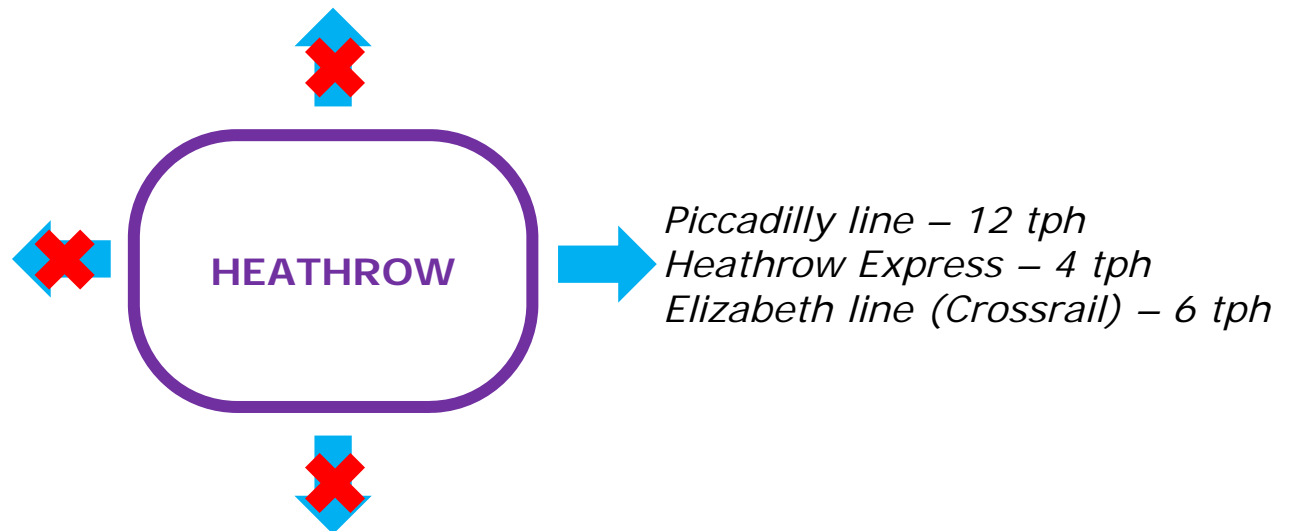 HEATHROW
Piccadilly line – 12 tph
Heathrow Express – 4 tph
Elizabeth line (Crossrail) – 6 tph